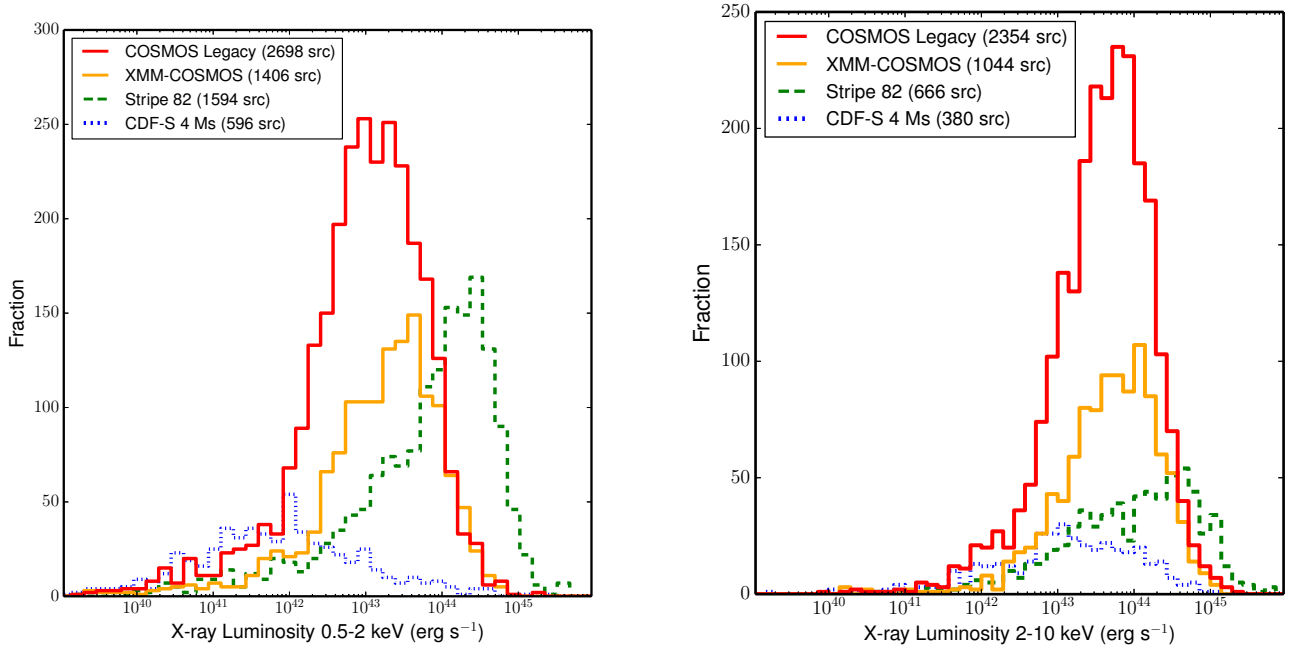 300
250
200
150
100
50
0
Fraction
COSMOS Legacy (2698 src)
XMM-COSMOS (1406 src)
Stripe 82 (1594 src)
CDF-S 4 Ms (596 src)
10^40 10^41 10^42 10^43 10^44 10^45
X-ray Luminosity 0.5-2 keV (erg s^−1)
250
200
150
100
50
0
Fraction
COSMOS Legacy (2354 src)
XMM-COSMOS (1044 src)
Stripe 82 (666 src)
CDF-S 4 Ms (380 src)
10^40 10^41 10^42 10^43 10^44 10^45
X-ray Luminosity 2-10 keV (erg s^−1)